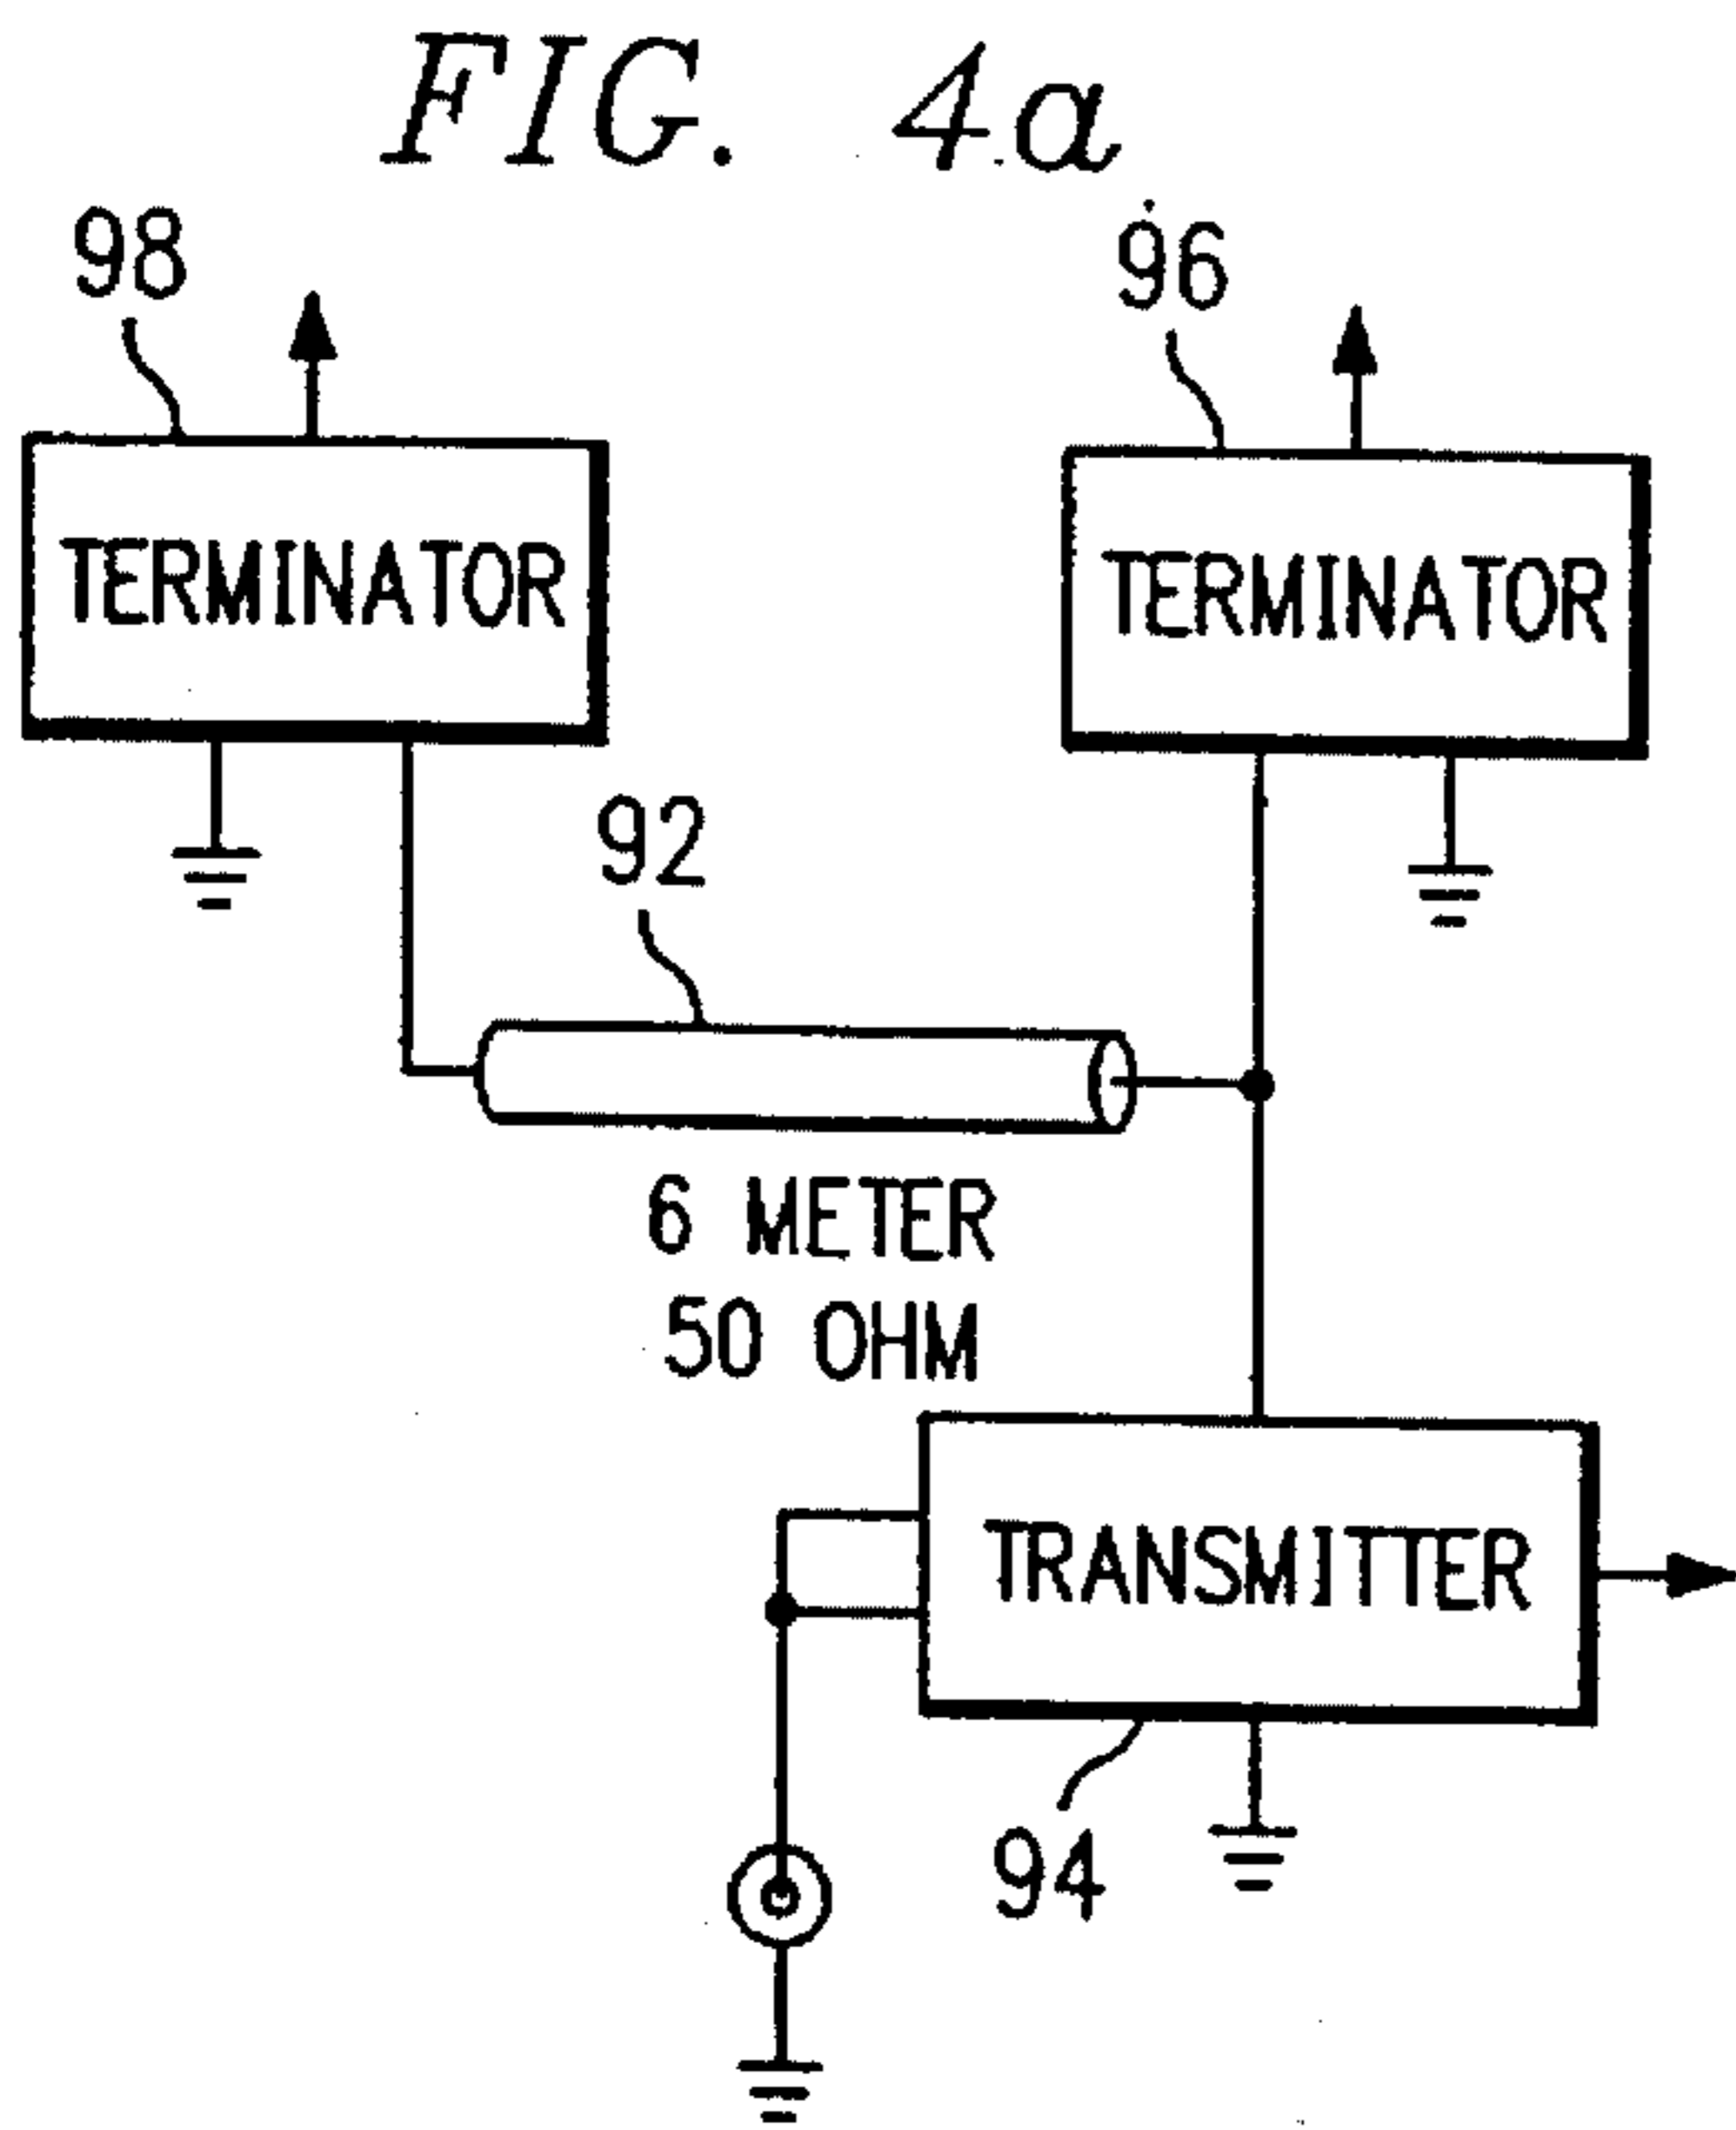 FIG. 4a
98
96
TERMINATOR
TERMINATOR
92
6 METER
50 OHM
TRANSMITTER
94